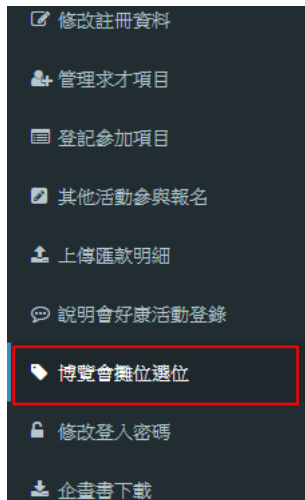 修改註冊資料
管理求才項目
登記參加項目
其他活動參與報名
上傳匯款明細
說明會好康活動登錄
博覽會攤位選位
修改登入密碼
企畫書下載